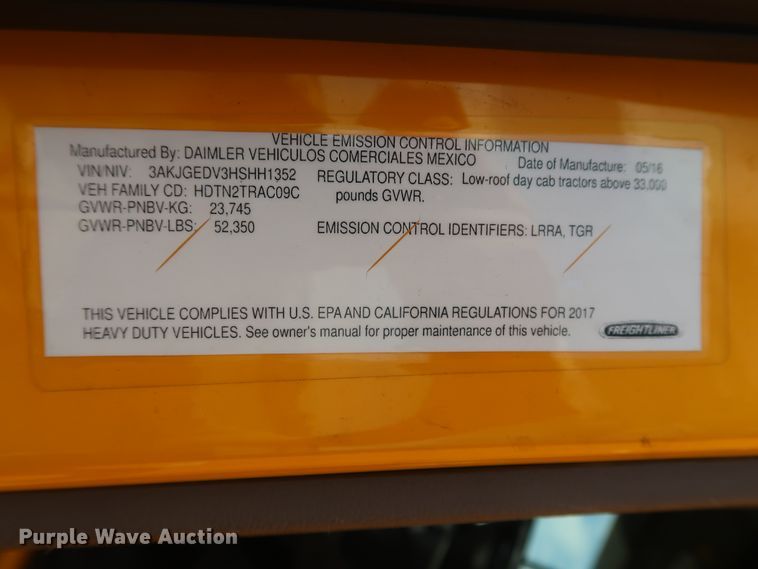 VEHICLE EMISSION CONTROL INFORMATION
Manufactured By: DAIMLER VEHICULOS COMERCIALES MEXICO
Date of Manufacture: 05/16
VIN/NIV: 3AKJGEDV3HSHH1352
REGULATORY CLASS: Low-roof day cab tractors above 33,000
pounds GVWR.
VEH FAMILY CD: HDTN2TRAC09C
GVWR-PNBV-KG: 23,745
GVWR-PNBV-LBS: 52,350
EMISSION CONTROL IDENTIFIERS: LRRA, TGR
THIS VEHICLE COMPLIES WITH U.S. EPA AND CALIFORNIA REGULATIONS FOR 2017
HEAVY DUTY VEHICLES. See owner's manual for proper maintenance of this vehicle.
FREIGHTLINER
Purple Wave Auction